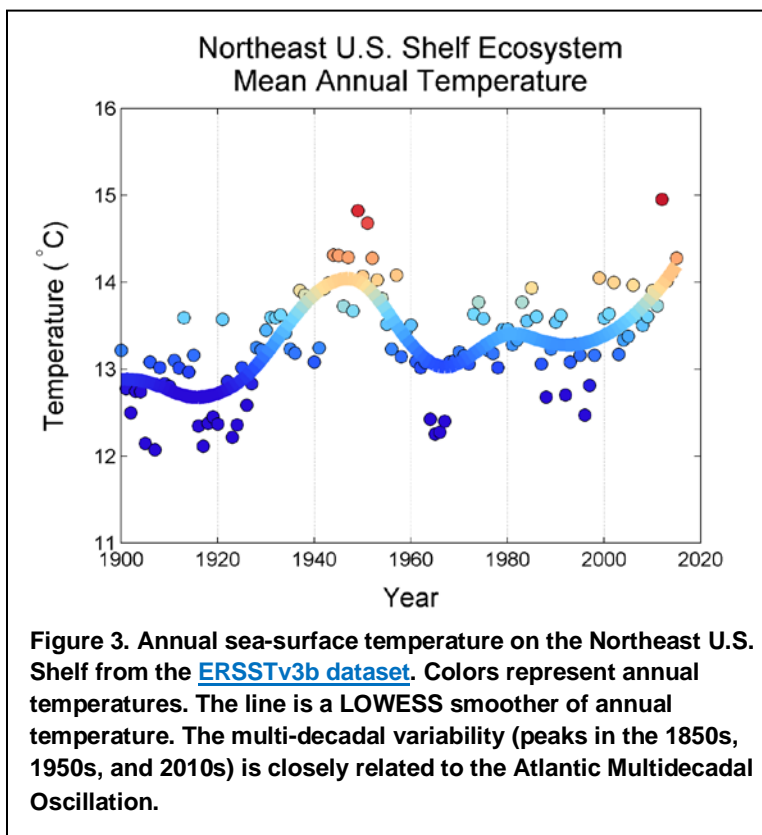 Northeast U.S. Shelf Ecosystem
Mean Annual Temperature
16
15
14
13
12
11
Temperature (°C)
1900
1920
1940
1960
1980
2000
2020
Year
Figure 3. Annual sea-surface temperature on the Northeast U.S.
Shelf from the ERSSTv3b dataset. Colors represent annual
temperatures. The line is a LOWESS smoother of annual
temperature. The multi-decadal variability (peaks in the 1850s,
1950s, and 2010s) is closely related to the Atlantic Multidecadal
Oscillation.